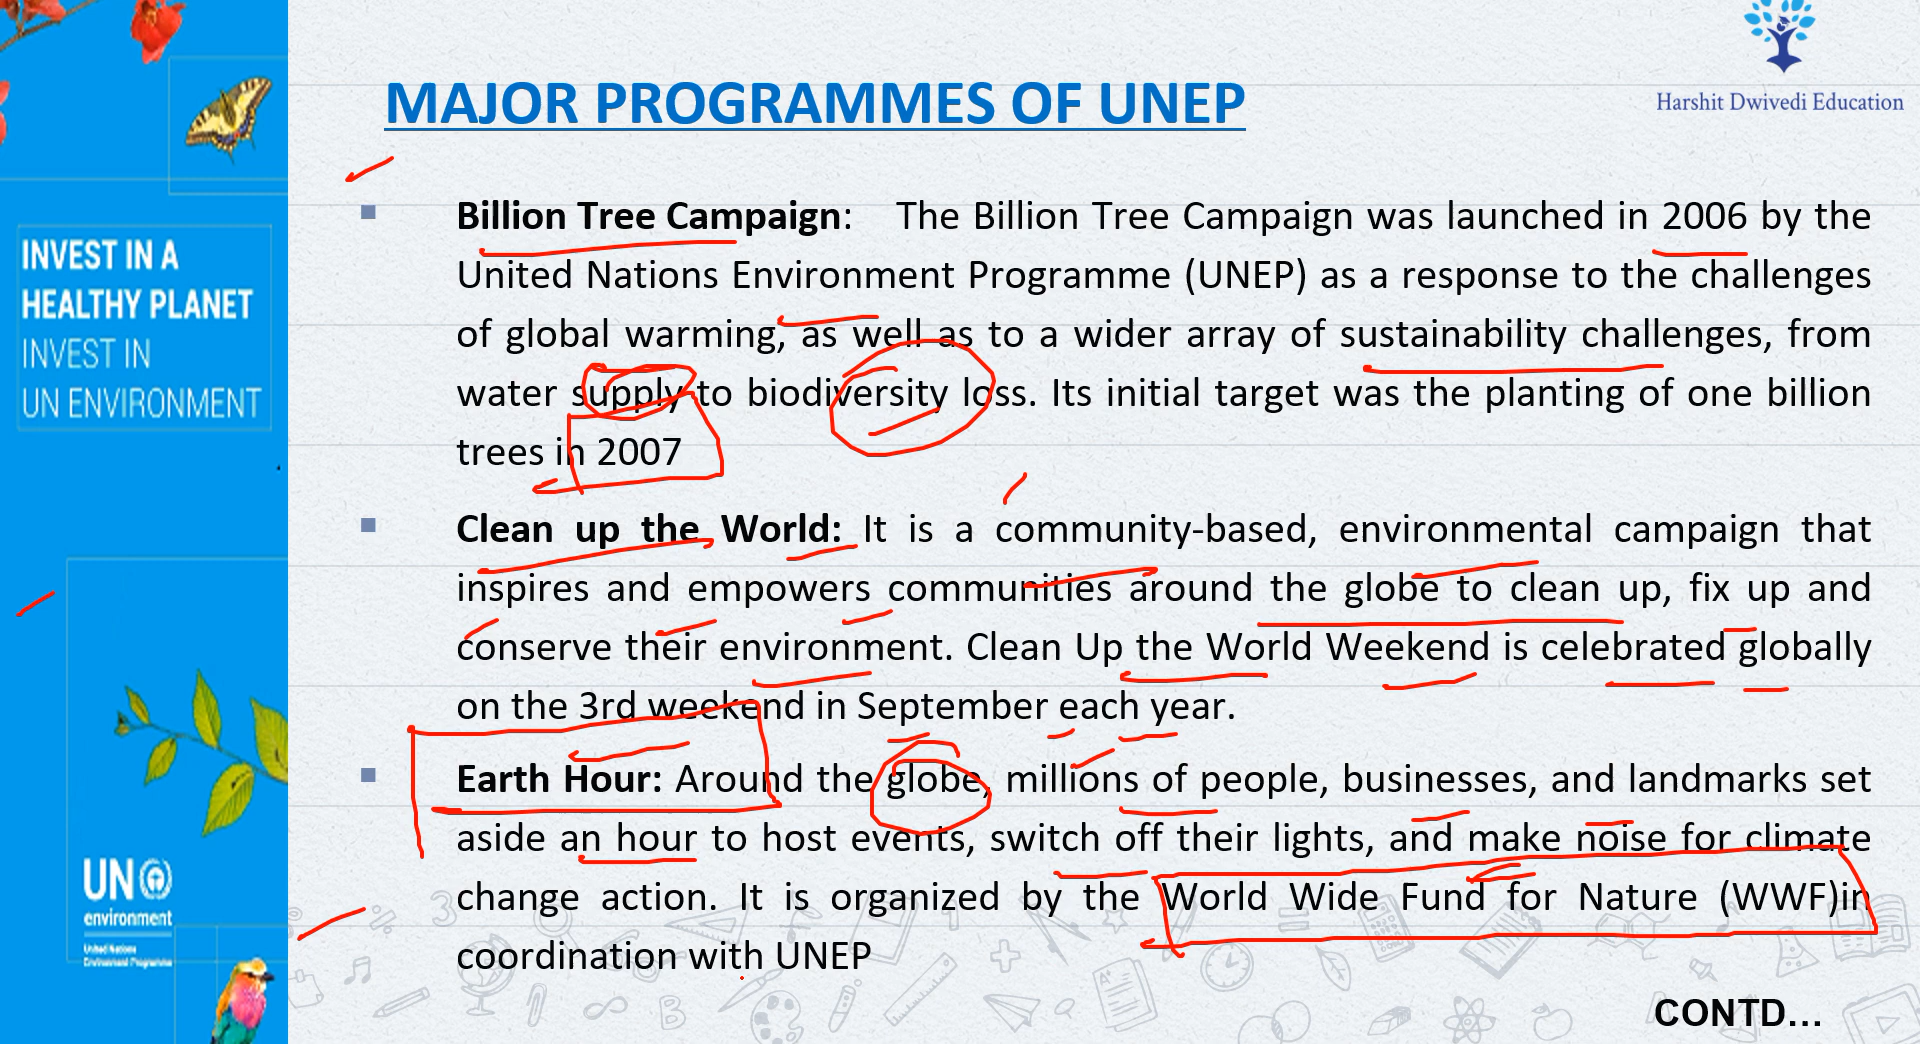 MAJOR PROGRAMMES OF UNEP
Harshit Dwivedi Education
INVEST IN A
HEALTHY PLANET
INVEST IN
UN ENVIRONMENT
UN
environment
United Nations
Environment Programme
▪ Billion Tree Campaign: The Billion Tree Campaign was launched in 2006 by the
United Nations Environment Programme (UNEP) as a response to the challenges
of global warming, as well as to a wider array of sustainability challenges, from
water supply to biodiversity loss. Its initial target was the planting of one billion
trees in 2007
▪ Clean up the World: It is a community-based, environmental campaign that
inspires and empowers communities around the globe to clean up, fix up and
conserve their environment. Clean Up the World Weekend is celebrated globally
on the 3rd weekend in September each year.
▪ Earth Hour: Around the globe, millions of people, businesses, and landmarks set
aside an hour to host events, switch off their lights, and make noise for climate
change action. It is organized by the World Wide Fund for Nature (WWF)in
coordination with UNEP
CONTD...